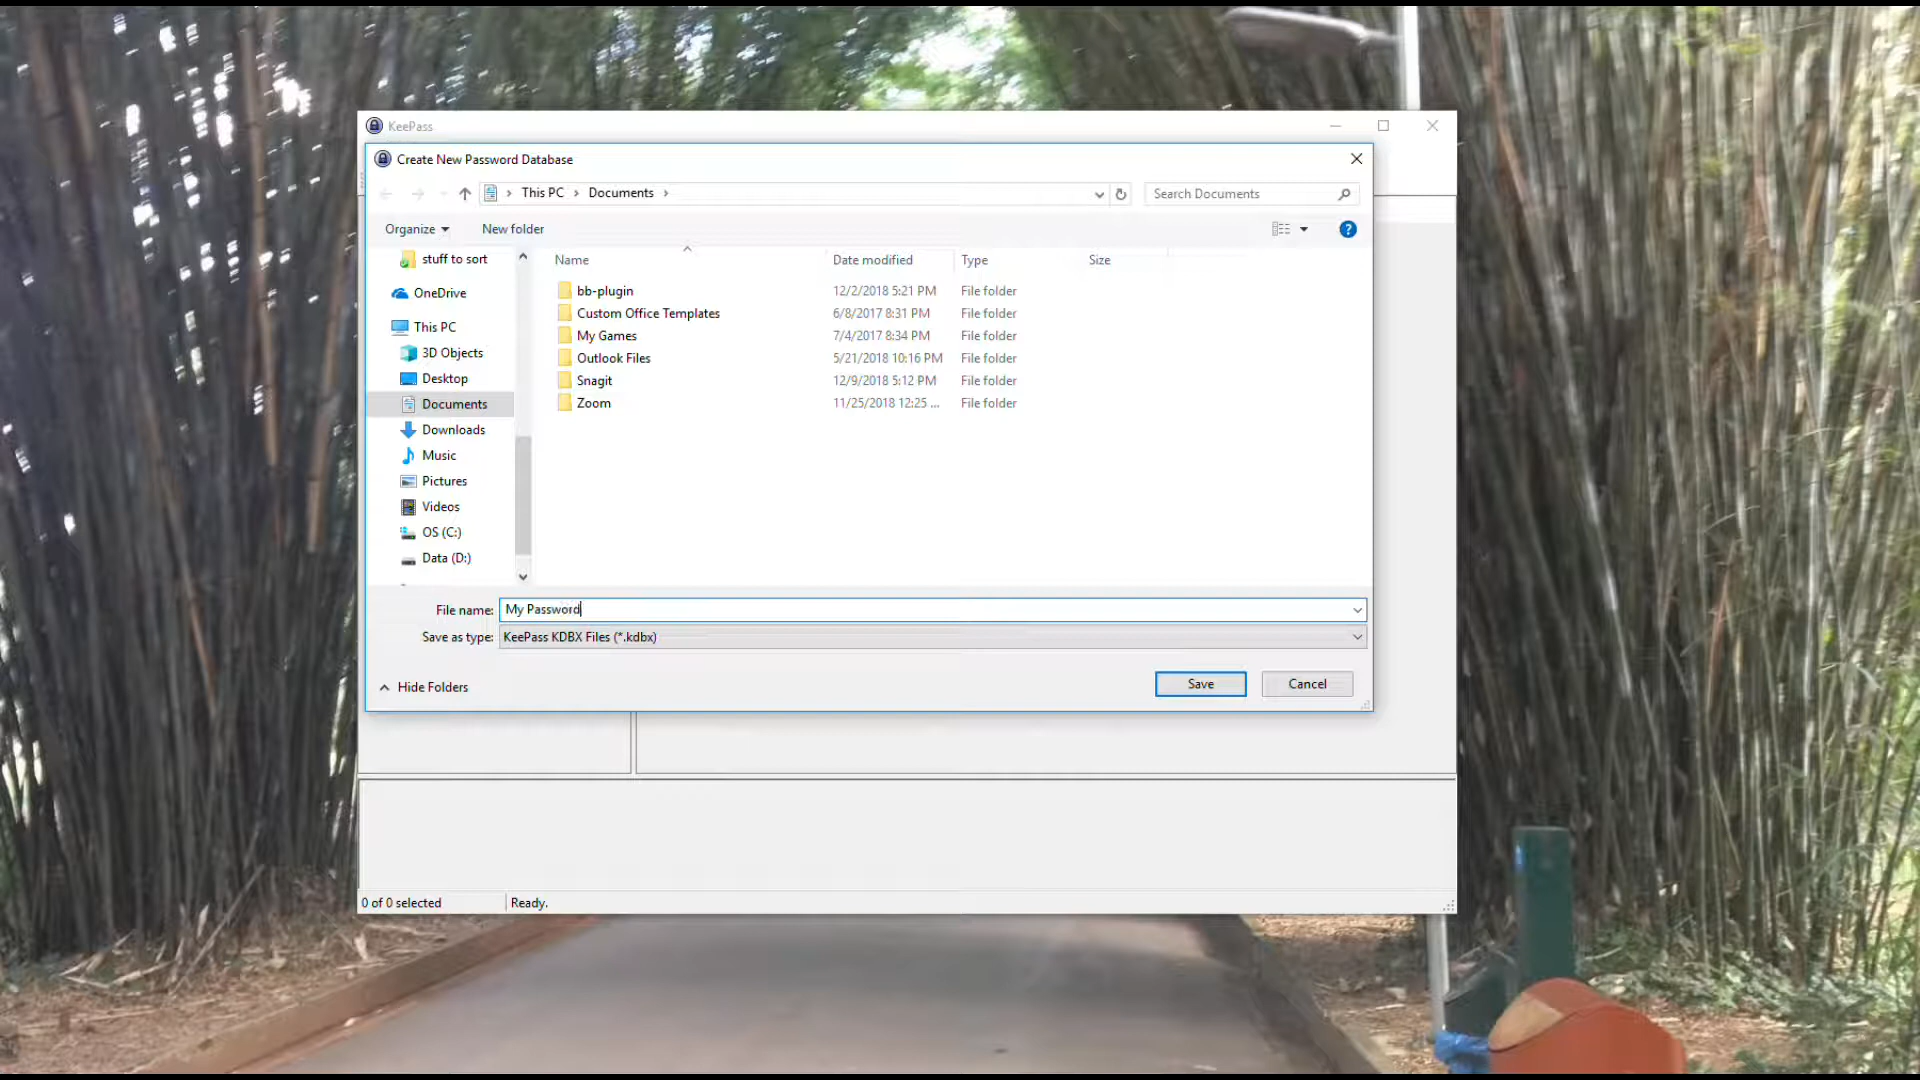 KeePass
Create New Password Database
This PC > Documents >
Search Documents
Organize
New folder
Name Date modified Type Size
stuff to sort
OneDrive
This PC
3D Objects
Desktop
Documents
Downloads
Music
Pictures
Videos
OS (C:)
Data (D:)
bb-plugin 12/2/2018 5:21 PM File folder
Custom Office Templates 6/8/2017 8:31 PM File folder
My Games 7/4/2017 8:34 PM File folder
Outlook Files 5/21/2018 10:16 PM File folder
Snagit 12/9/2018 5:12 PM File folder
Zoom 11/25/2018 12:25 ... File folder
File name: My Password
Save as type: KeePass KDBX Files (*.kdbx)
Hide Folders
Save
Cancel
0 of 0 selected
Ready.